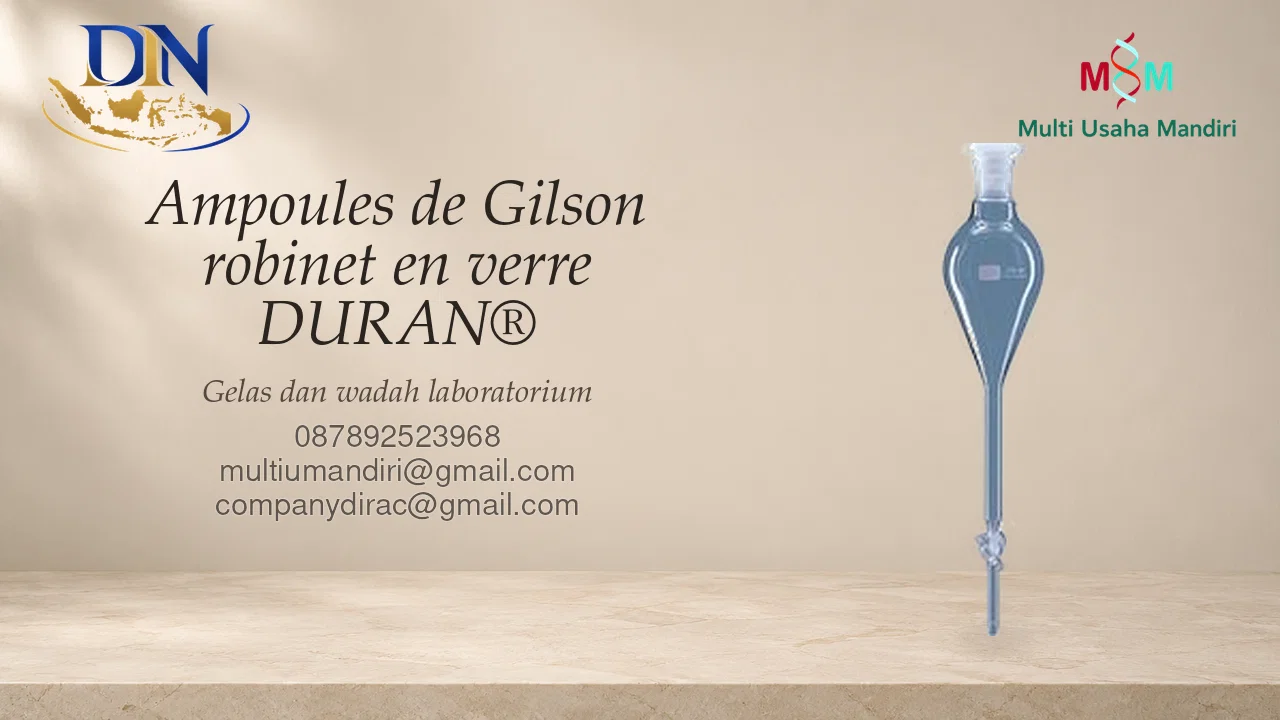 DIN
M M
Multi Usaha Mandiri
Ampoules de Gilson
robinet en verre
DURAN®
Gelas dan wadah laboratorium
087892523968
multiumandiri@gmail.com
companydirac@gmail.com